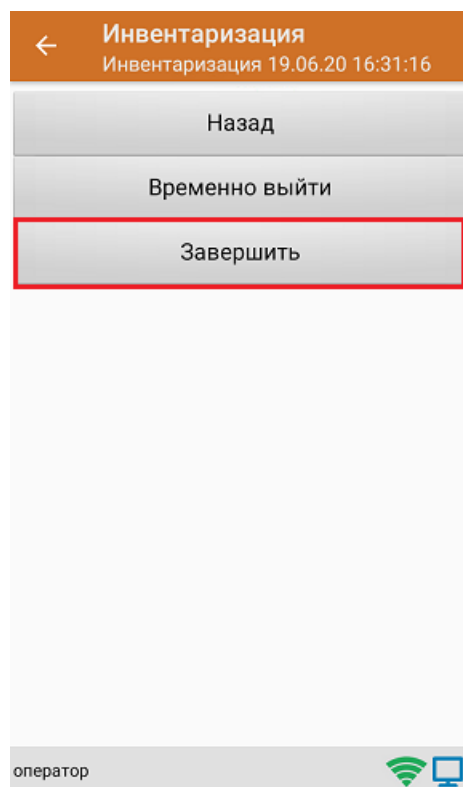 Инвентаризация
Инвентаризация 19.06.20 16:31:16
Назад
Временно выйти
Завершить
оператор